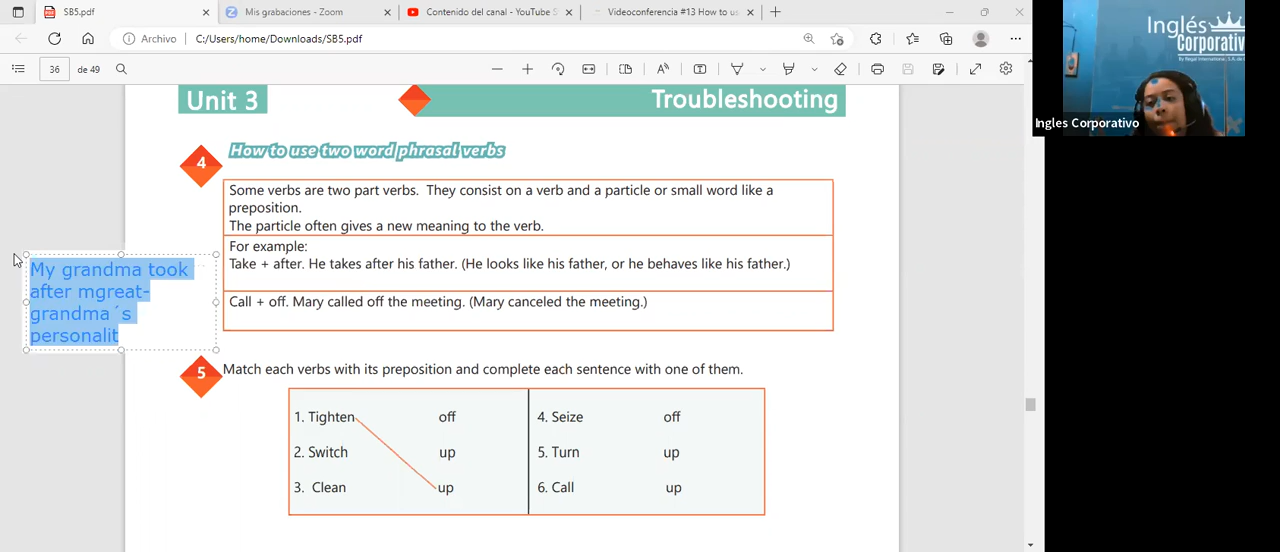 SB5.pdf
Mis grabaciones - Zoom
Contenido del canal - YouTube S
Videoconferencia #13 How to us
Archivo
C:/Users/home/Downloads/SB5.pdf
36
de 49
Inglés
Corporativ
By Regal International, S.A. de
Ingles Corporativo
Unit 3
Troubleshooting
4
How to use two word phrasal verbs
Some verbs are two part verbs. They consist on a verb and a particle or small word like a
preposition.
The particle often gives a new meaning to the verb.
For example:
Take + after. He takes after his father. (He looks like his father, or he behaves like his father.)
Call + off. Mary called off the meeting. (Mary canceled the meeting.)
My grandma took
after mgreat-
grandma´s
personalit
5
Match each verbs with its preposition and complete each sentence with one of them.
1. Tighten off
2. Switch up
3. Clean up
4. Seize off
5. Turn up
6. Call up